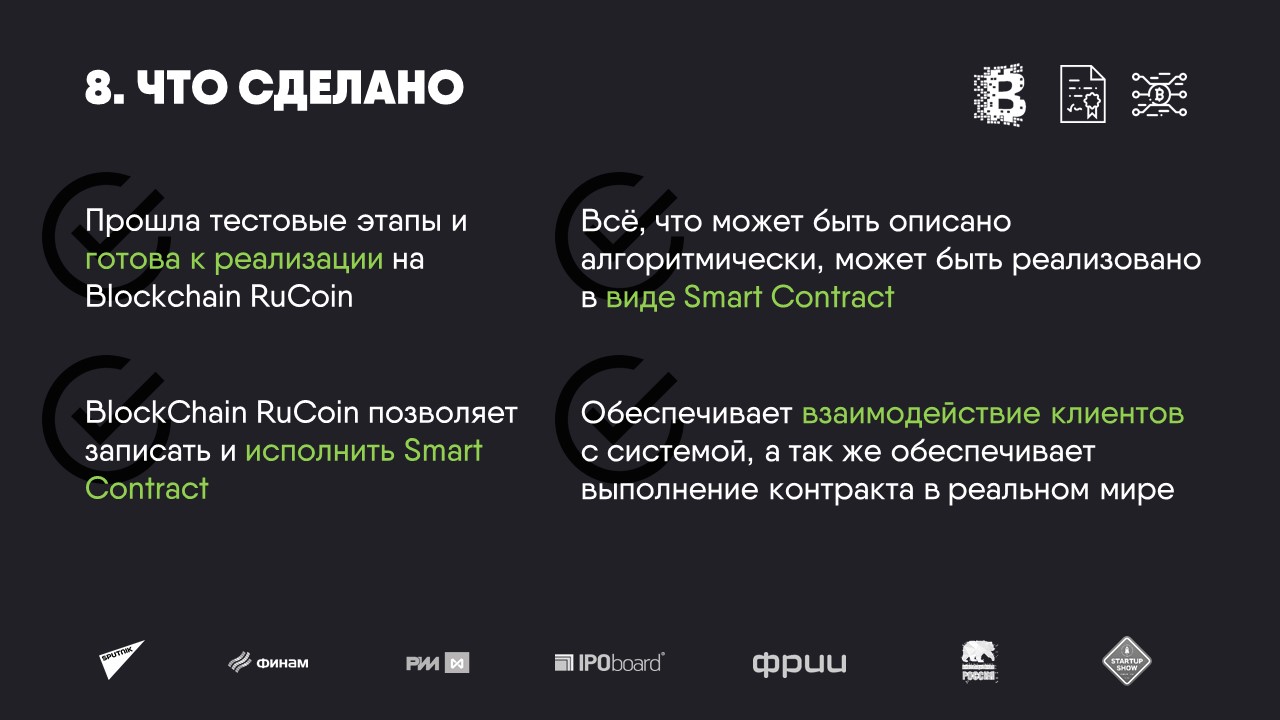 8. ЧТО СДЕЛАНО
Прошла тестовые этапы и
готова к реализации на
Blockchain RuCoin
Всё, что может быть описано
алгоритмически, может быть реализовано
в виде Smart Contract
BlockChain RuCoin позволяет
записать и исполнить Smart
Contract
Обеспечивает взаимодействие клиентов
с системой, а так же обеспечивает
выполнение контракта в реальном мире
SPUTNIK
ФИНАМ
РИИ
IPOboard®
фрии
РОССИИ
STARTUP
SHOW